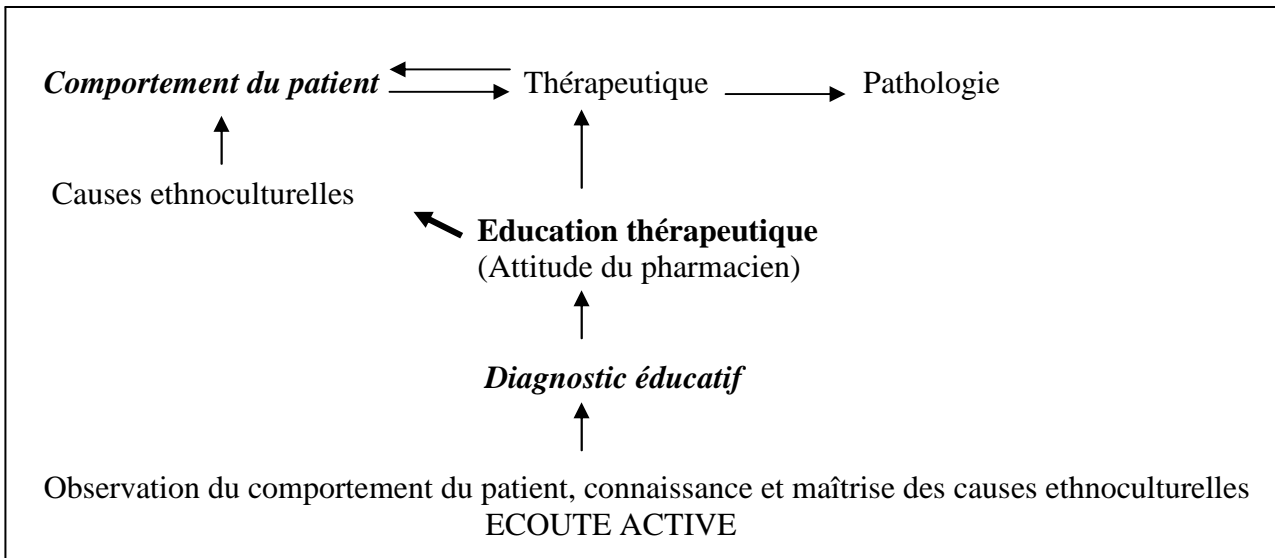 Comportement du patient Thérapeutique Pathologie
Causes ethnoculturelles
Education thérapeutique
(Attitude du pharmacien)
Diagnostic éducatif
Observation du comportement du patient, connaissance et maîtrise des causes ethnoculturelles
ECOUTE ACTIVE